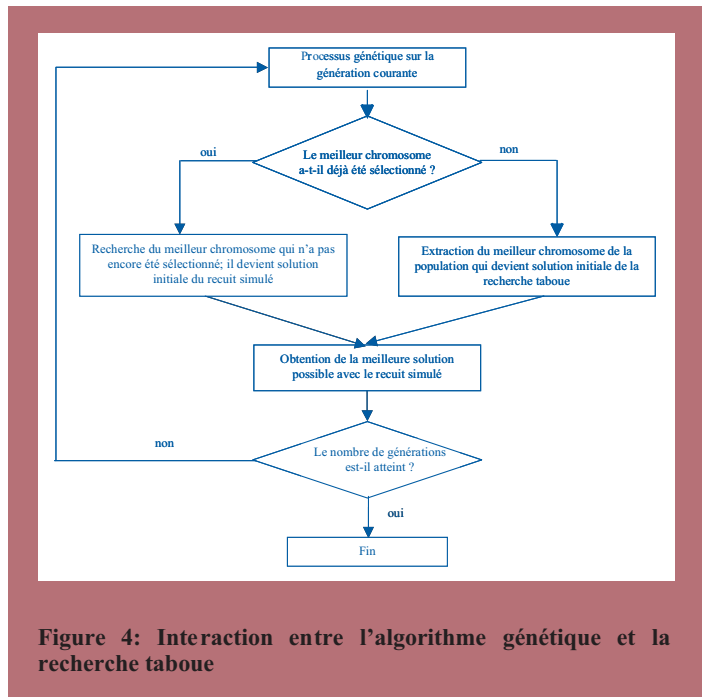 Processus génétique sur la
génération courante
oui
Le meilleur chromosome
a-t-il déjà été sélectionné ?
non
Recherche du meilleur chromosome qui n'a pas
encore été sélectionné; il devient solution
initiale du recuit simulé
Extraction du meilleur chromosome de la
population qui devient solution initiale de la
recherche taboue
Obtention de la meilleure solution
possible avec le recuit simulé
non
Le nombre de générations
est-il atteint ?
oui
Fin
Figure 4: Interaction entre l'algorithme génétique et la
recherche taboue